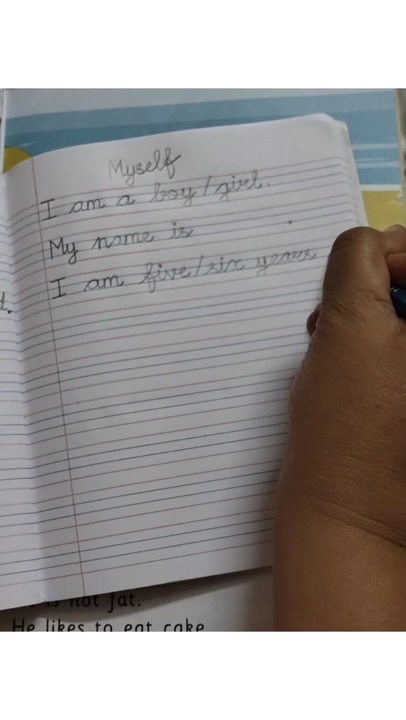 Myself
I am a boy/girl.
My name is
I am five/six years
is not fat.
He likes to eat cake